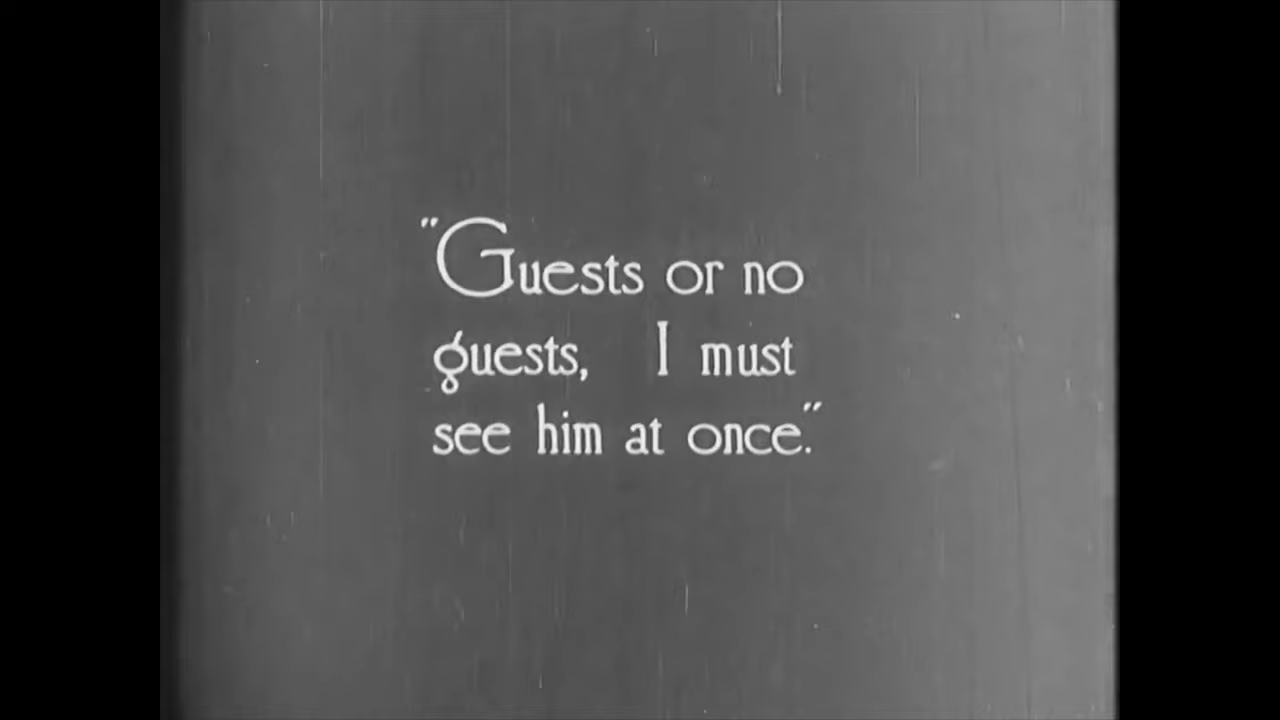 "Guests or no
guests, I must
see him at once."